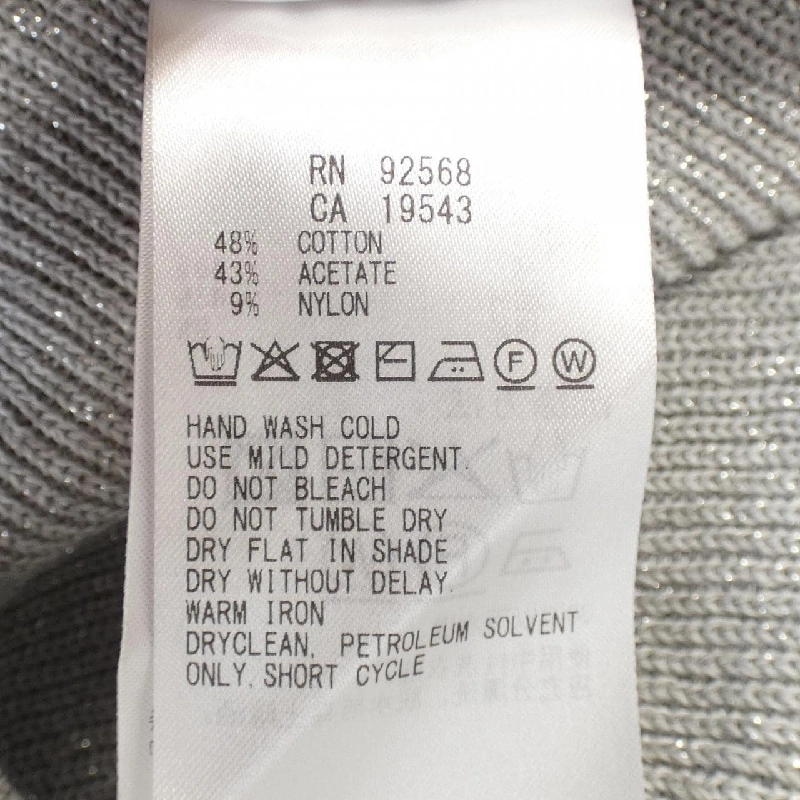 RN 92568
CA 19543
48% COTTON
43% ACETATE
9% NYLON
F W
HAND WASH COLD
USE MILD DETERGENT.
DO NOT BLEACH
DO NOT TUMBLE DRY
DRY FLAT IN SHADE
DRY WITHOUT DELAY.
WARM IRON
DRYCLEAN, PETROLEUM SOLVENT
ONLY. SHORT CYCLE